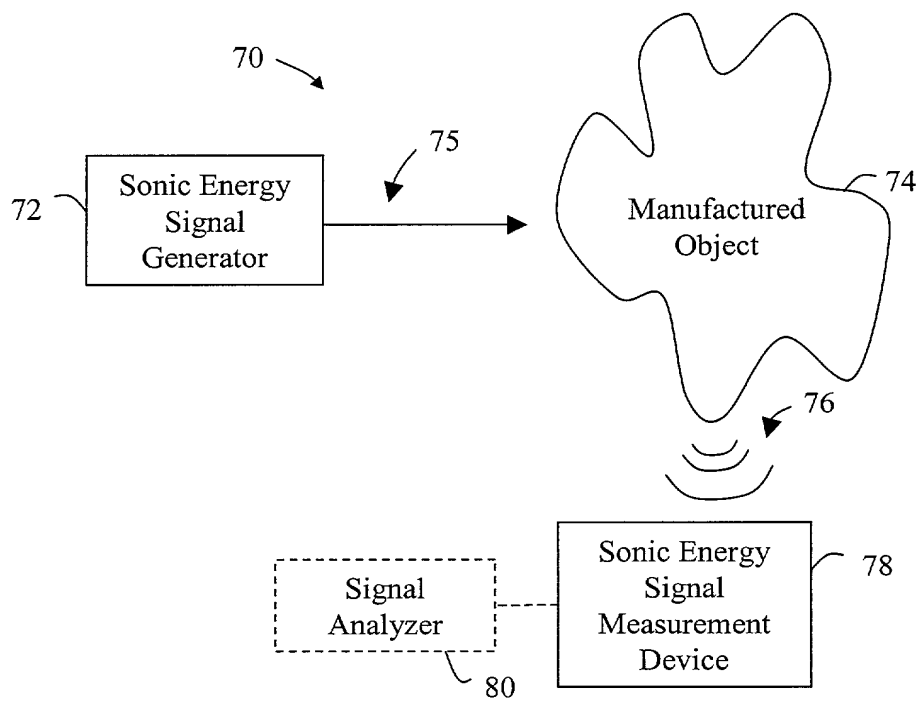 70
75
72
Sonic Energy
Signal
Generator
Manufactured
Object
74
76
Signal
Analyzer
80
Sonic Energy
Signal
Measurement
Device
78